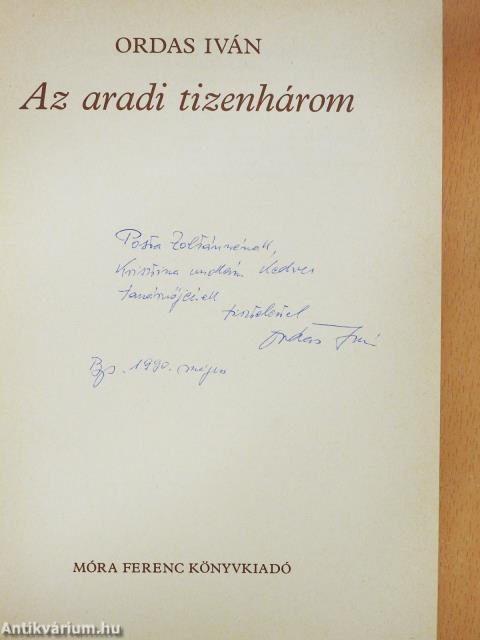 ORDAS IVÁN
Az aradi tizenhárom
Pósta Zoltánnénak,
Krisztina unokám kedves
tanárnőjének
tisztelettel
Ordas Iván
Bp. 1990. május
MÓRA FERENC KÖNYVKIADÓ
Antikvárium.hu